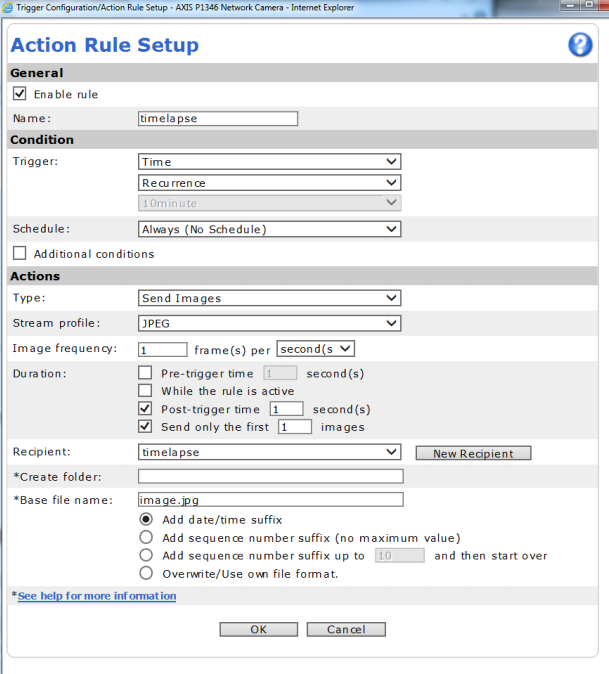 Trigger Configuration/Action Rule Setup - AXIS P1346 Network Camera - Internet Explorer
Action Rule Setup
General
Enable rule
Name: timelapse
Condition
Trigger: Time
Recurrence
10minute
Schedule: Always (No Schedule)
Additional conditions
Actions
Type: Send Images
Stream profile: JPEG
Image frequency: 1 frame(s) per second(s
Duration: Pre-trigger time 1 second(s)
While the rule is active
Post-trigger time 1 second(s)
Send only the first 1 images
Recipient: timelapse New Recipient
*Create folder:
*Base file name: image.jpg
Add date/time suffix
Add sequence number suffix (no maximum value)
Add sequence number suffix up to 10 and then start over
Overwrite/Use own file format.
*See help for more information
OK Cancel